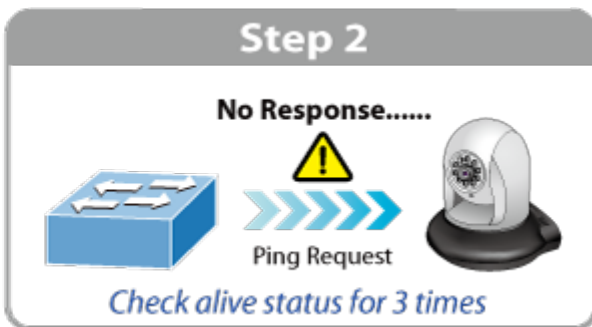 Step 2
No Response......
Ping Request
Check alive status for 3 times